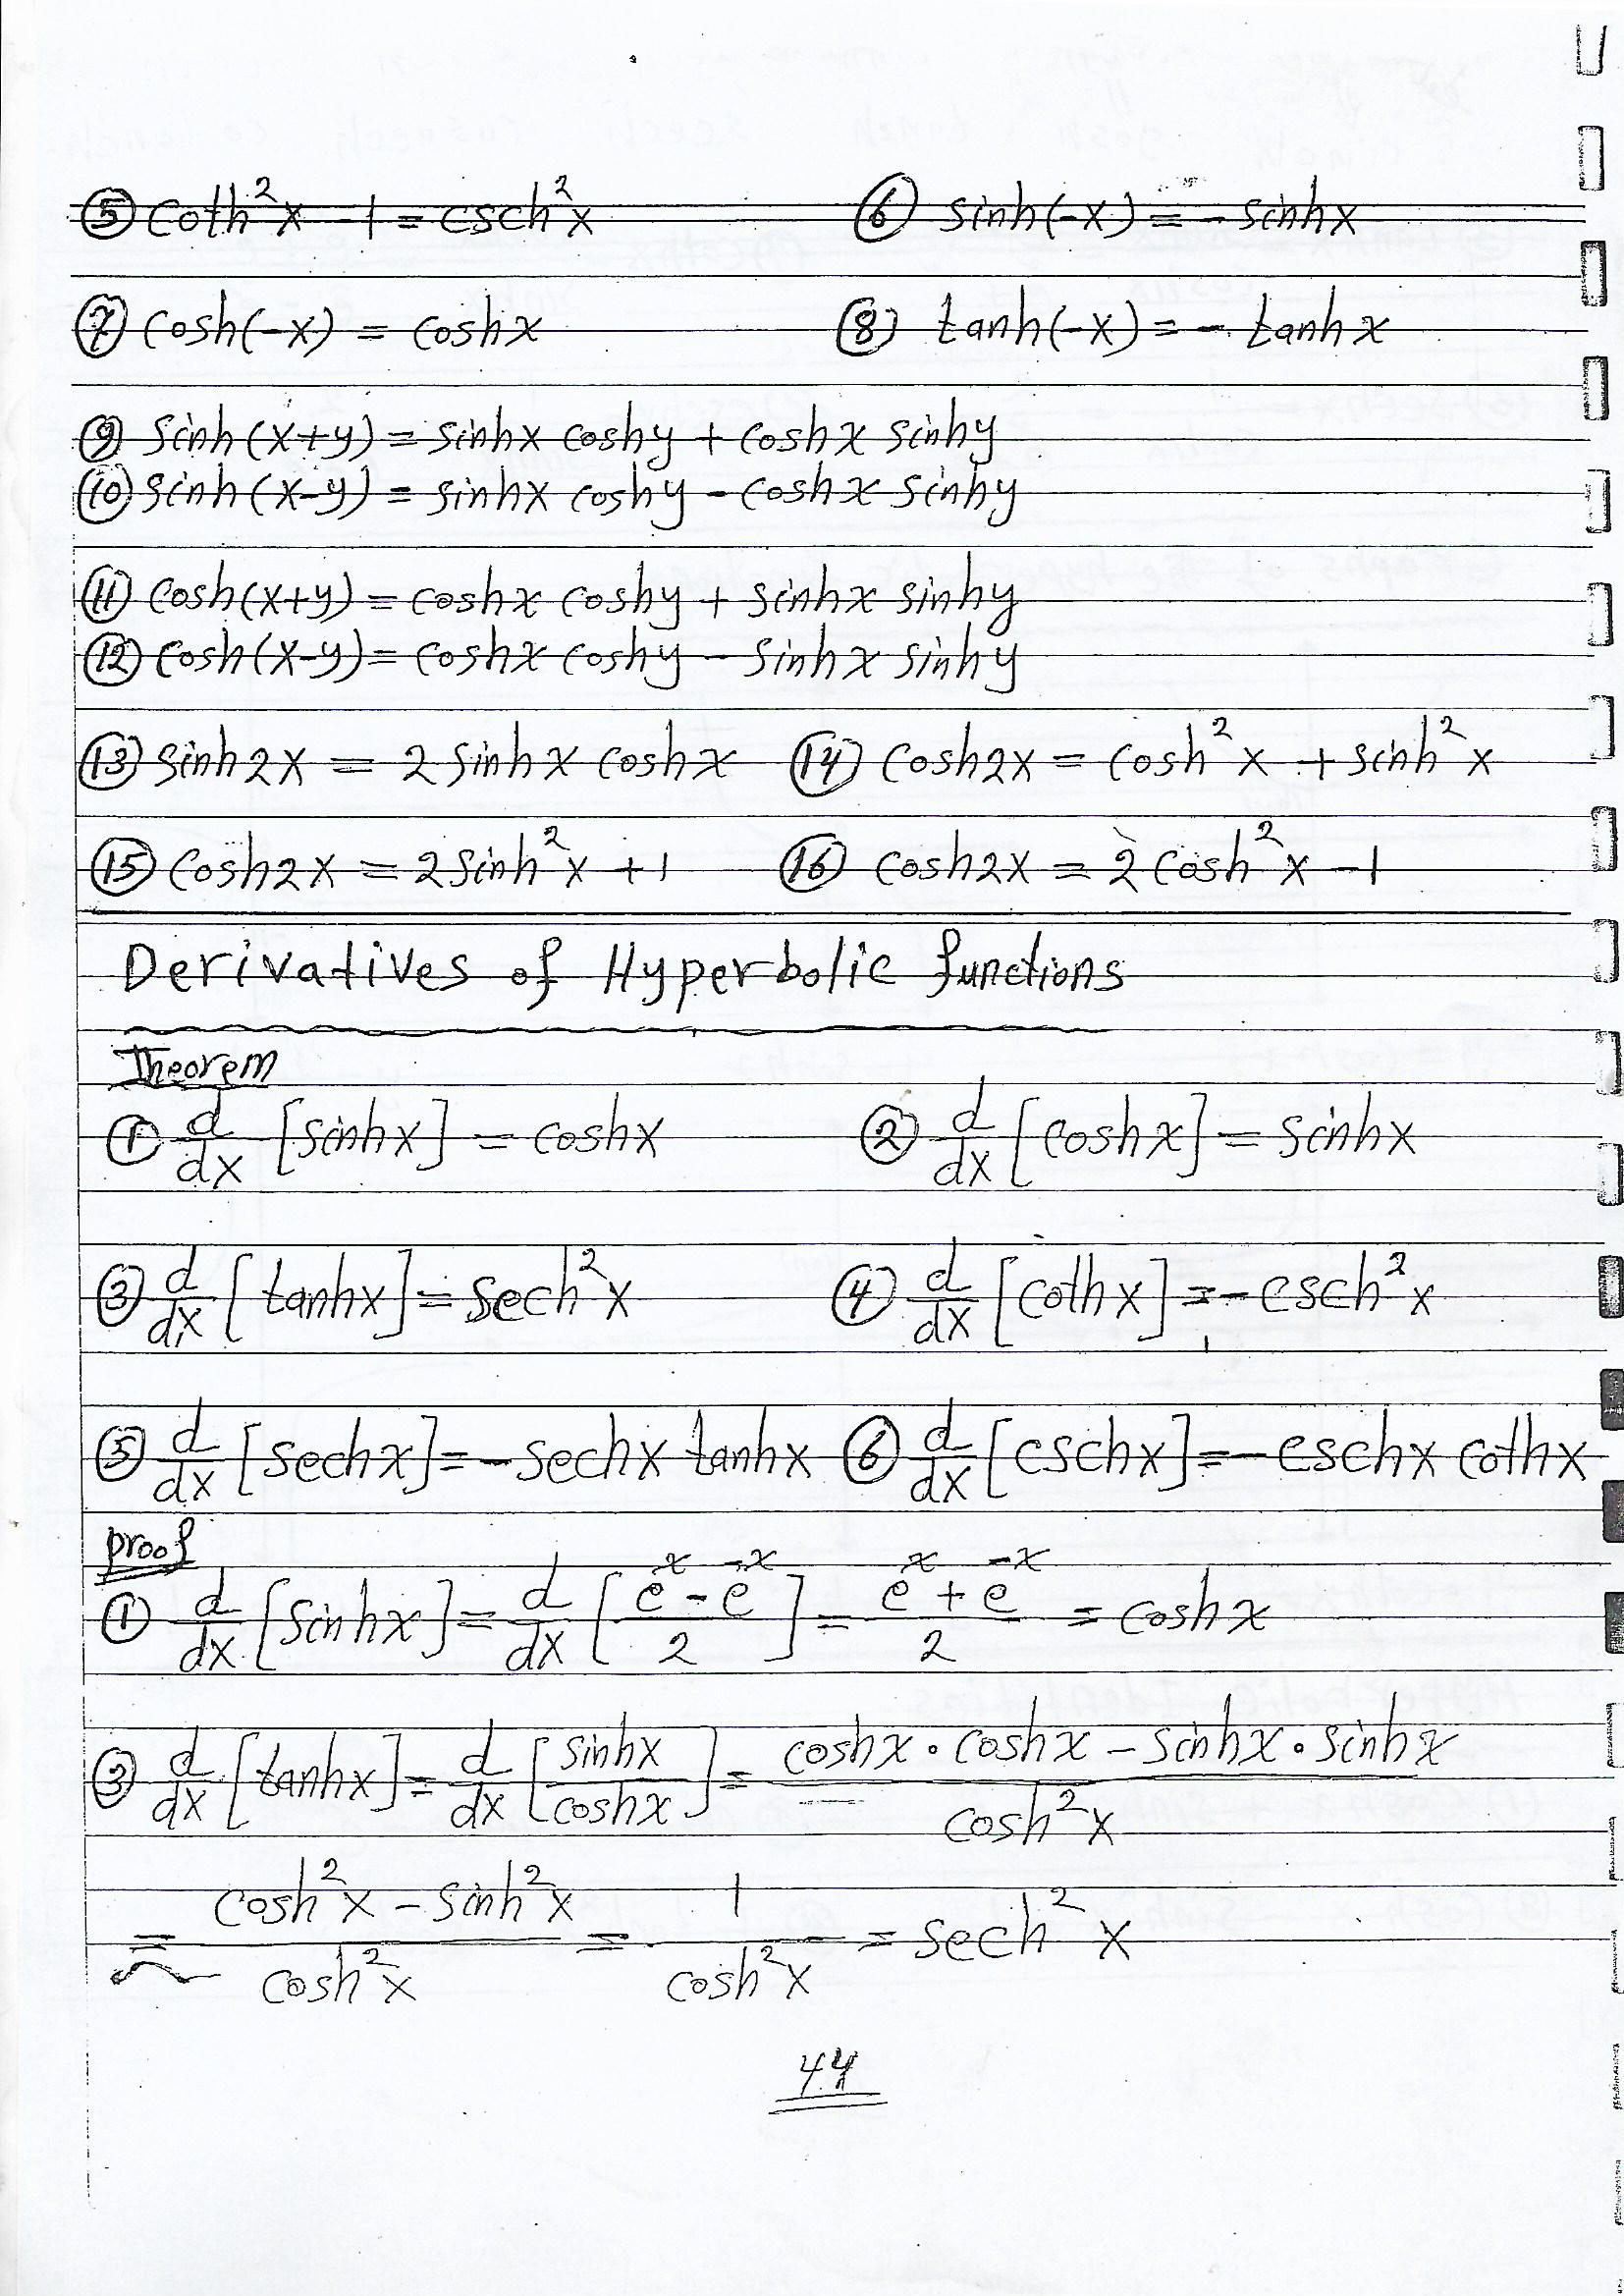 ⑤ coth²x - 1 = csch²x ⑥ sinh(-x) = - sinhx
⑦ cosh(-x) = coshx ⑧ tanh(-x) = - tanhx
⑨ sinh(x+y) = sinhx coshy + coshx sinhy
⑩ sinh(x-y) = sinhx coshy - coshx sinhy
⑪ cosh(x+y) = coshx coshy + sinhx sinhy
⑫ cosh(x-y) = coshx coshy - sinhx sinhy
⑬ sinh2x = 2 sinhx coshx ⑭ cosh2x = cosh²x + sinh²x
⑮ cosh2x = 2sinh²x + 1 ⑯ cosh2x = 2 cosh²x - 1
Derivatives of Hyperbolic functions
Theorem
① d/dx [sinhx] = coshx ② d/dx [coshx] = sinhx
③ d/dx [tanhx] = sech²x ④ d/dx [cothx] = - csch²x
⑤ d/dx [sechx] = - sechx tanhx ⑥ d/dx [cschx] = - cschx cothx
proof
① d/dx [sinhx] = d/dx [(e^x - e^-x)/2] = (e^x + e^-x)/2 = coshx
③ d/dx [tanhx] = d/dx [sinhx/coshx] = (coshx · coshx - sinhx · sinhx)/cosh²x
= (cosh²x - sinh²x)/cosh²x = 1/cosh²x = sech²x
44